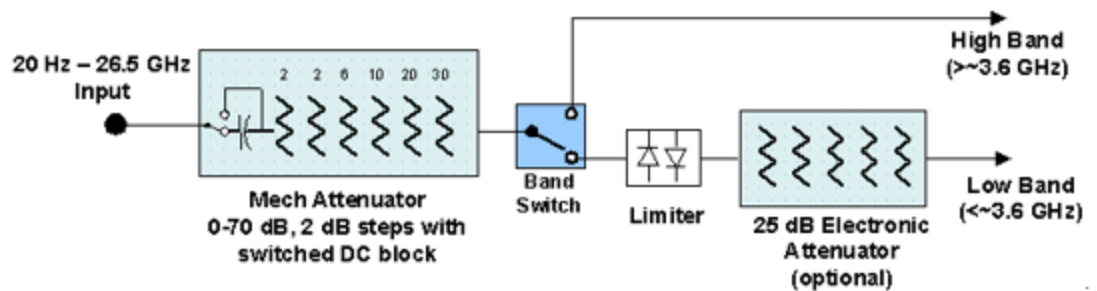 20 Hz – 26.5 GHz
Input
2 2 6 10 20 30
Mech Attenuator
0-70 dB, 2 dB steps with
switched DC block
Band
Switch
Limiter
High Band
(>~3.6 GHz)
25 dB Electronic
Attenuator
(optional)
Low Band
(<~3.6 GHz)